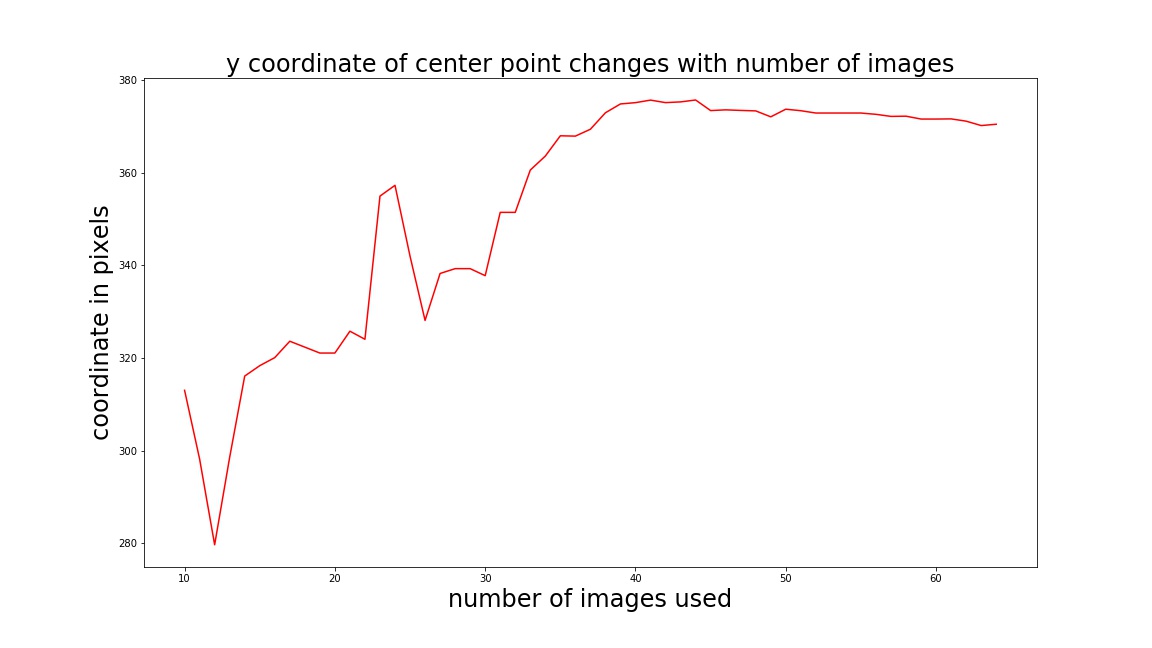 y coordinate of center point changes with number of images
380
360
340
320
300
280
coordinate in pixels
10 20 30 40 50 60
number of images used